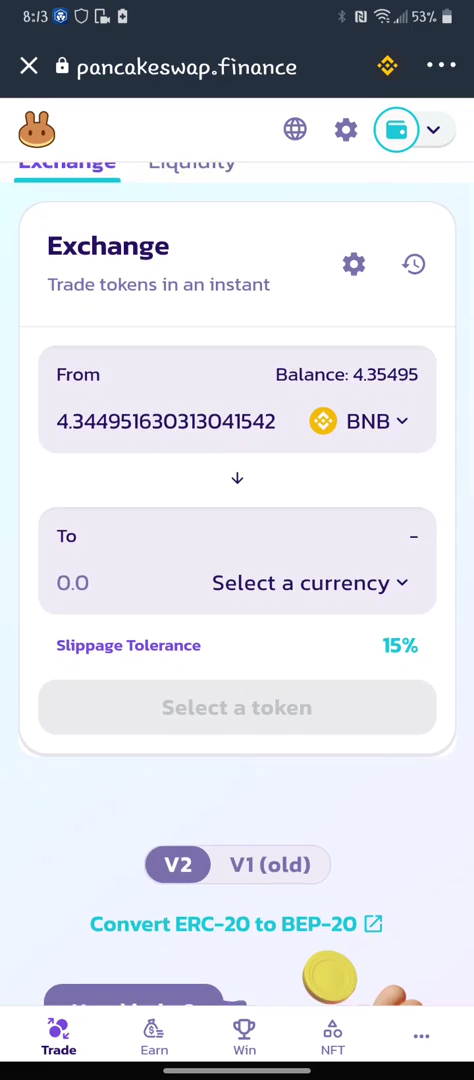 8:13
53%
pancakeswap.finance
Exchange Liquidity
Exchange
Trade tokens in an instant
From Balance: 4.35495
4.344951630313041542 BNB
To -
0.0 Select a currency
Slippage Tolerance 15%
Select a token
V2 V1 (old)
Convert ERC-20 to BEP-20
Trade Earn Win NFT